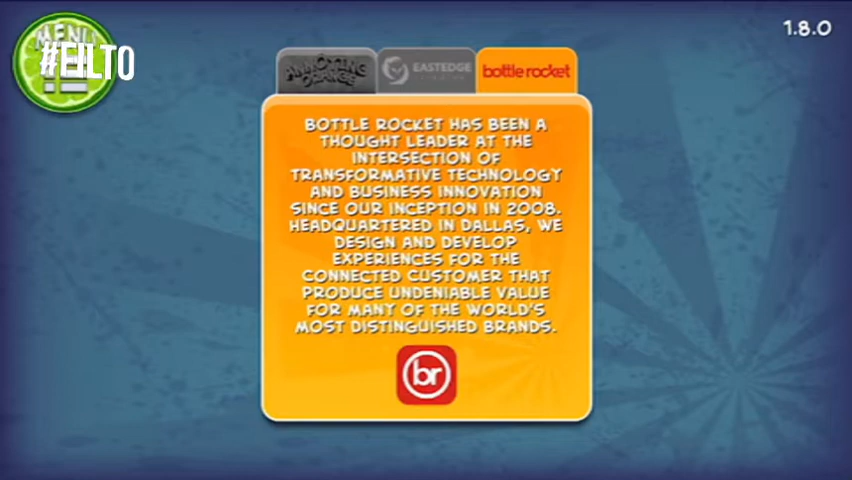 MENU
#EILTO
1.8.0
ANNOYING
ORANGE
EASTEDGE
bottle rocket
BOTTLE ROCKET HAS BEEN A
THOUGHT LEADER AT THE
INTERSECTION OF
TRANSFORMATIVE TECHNOLOGY
AND BUSINESS INNOVATION
SINCE OUR INCEPTION IN 2008.
HEADQUARTERED IN DALLAS, WE
DESIGN AND DEVELOP
EXPERIENCES FOR THE
CONNECTED CUSTOMER THAT
PRODUCE UNDENIABLE VALUE
FOR MANY OF THE WORLD'S
MOST DISTINGUISHED BRANDS.
br